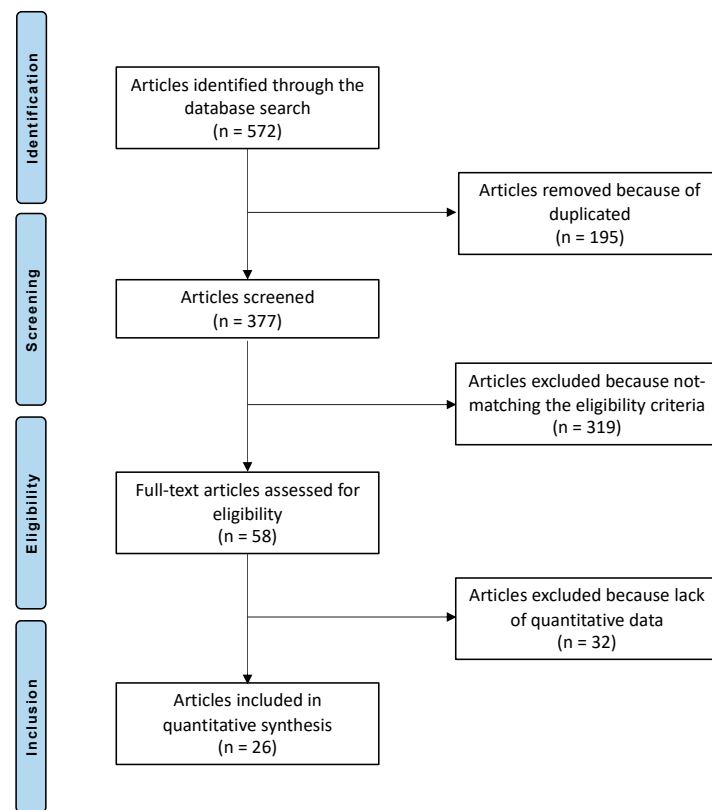 Identification
Articles identified through the
database search
(n = 572)
Articles removed because of
duplicated
(n = 195)
Screening
Articles screened
(n = 377)
Articles excluded because not-
matching the eligibility criteria
(n = 319)
Eligibility
Full-text articles assessed for
eligibility
(n = 58)
Articles excluded because lack
of quantitative data
(n = 32)
Inclusion
Articles included in
quantitative synthesis
(n = 26)